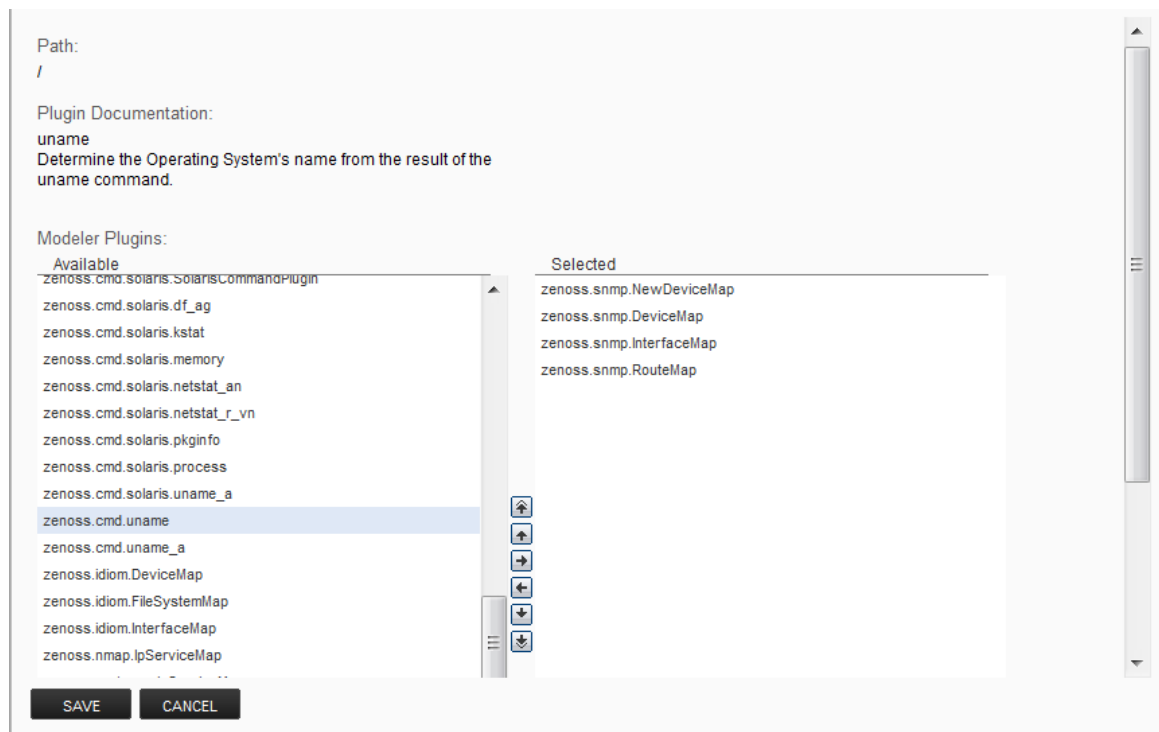 Path:
/
Plugin Documentation:
uname
Determine the Operating System's name from the result of the
uname command.
Modeler Plugins:
Available
zenoss.cmd.solaris.SolarisCommandPlugin
zenoss.cmd.solaris.df_ag
zenoss.cmd.solaris.kstat
zenoss.cmd.solaris.memory
zenoss.cmd.solaris.netstat_an
zenoss.cmd.solaris.netstat_r_vn
zenoss.cmd.solaris.pkginfo
zenoss.cmd.solaris.process
zenoss.cmd.solaris.uname_a
zenoss.cmd.uname
zenoss.cmd.uname_a
zenoss.idiom.DeviceMap
zenoss.idiom.FileSystemMap
zenoss.idiom.InterfaceMap
zenoss.nmap.IpServiceMap
Selected
zenoss.snmp.NewDeviceMap
zenoss.snmp.DeviceMap
zenoss.snmp.InterfaceMap
zenoss.snmp.RouteMap
SAVE
CANCEL